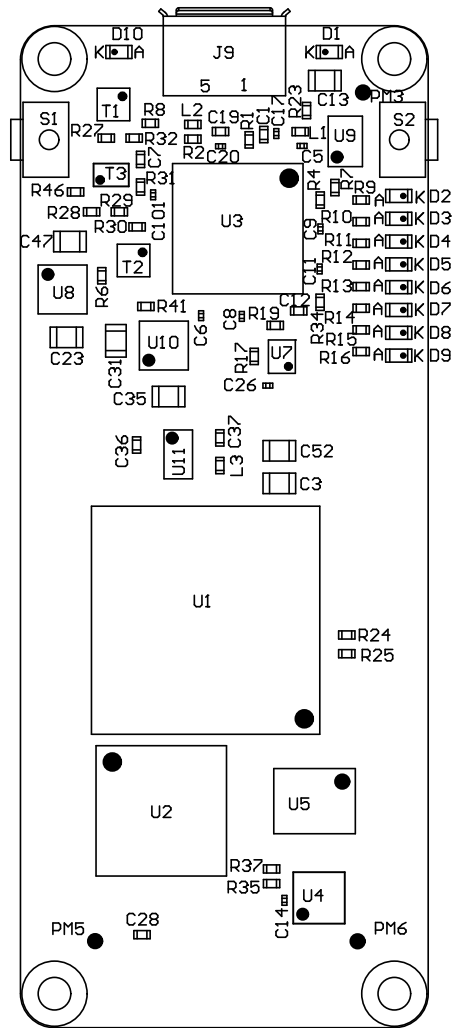 D10 D1
K A K A
J9
5 1
C13
PM3
S1 S2
T1
R8 L2 C19 R1 C1 C17 R23
R27 R32 R2 C20 L1 C5 U9
C7
T3
R31
R46
R4 R7 R9
A K D2
R29
R28
R30
C101
U3
R10
A K D3
C9
C47
T2
R11
A K D4
R12
A K D5
C11
U8
R6
R13
A K D6
R41
C6 C8 R19 C12 R34
R14
A K D7
C23
C31
U10
R17
U7
R15
A K D8
R16
A K D9
C26
C35
C36
U11
C37
L3
C52
C3
U1
R24
R25
U2
U5
R37
R35
U4
C14
PM5 C28 PM6